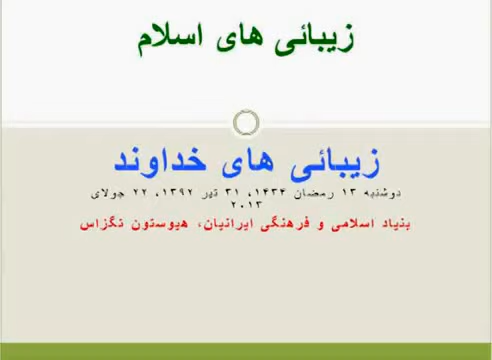 زیبائی های اسلام
زیبائی های خداوند
دوشنبه ۱۳ رمضان ۱۴۳۴، ۳۱ تیر ۱۳۹۲، ۲۲ جولای
۲۰۱۳
بنیاد اسلامی و فرهنگی ایرانیان، هیوستون تگزاس